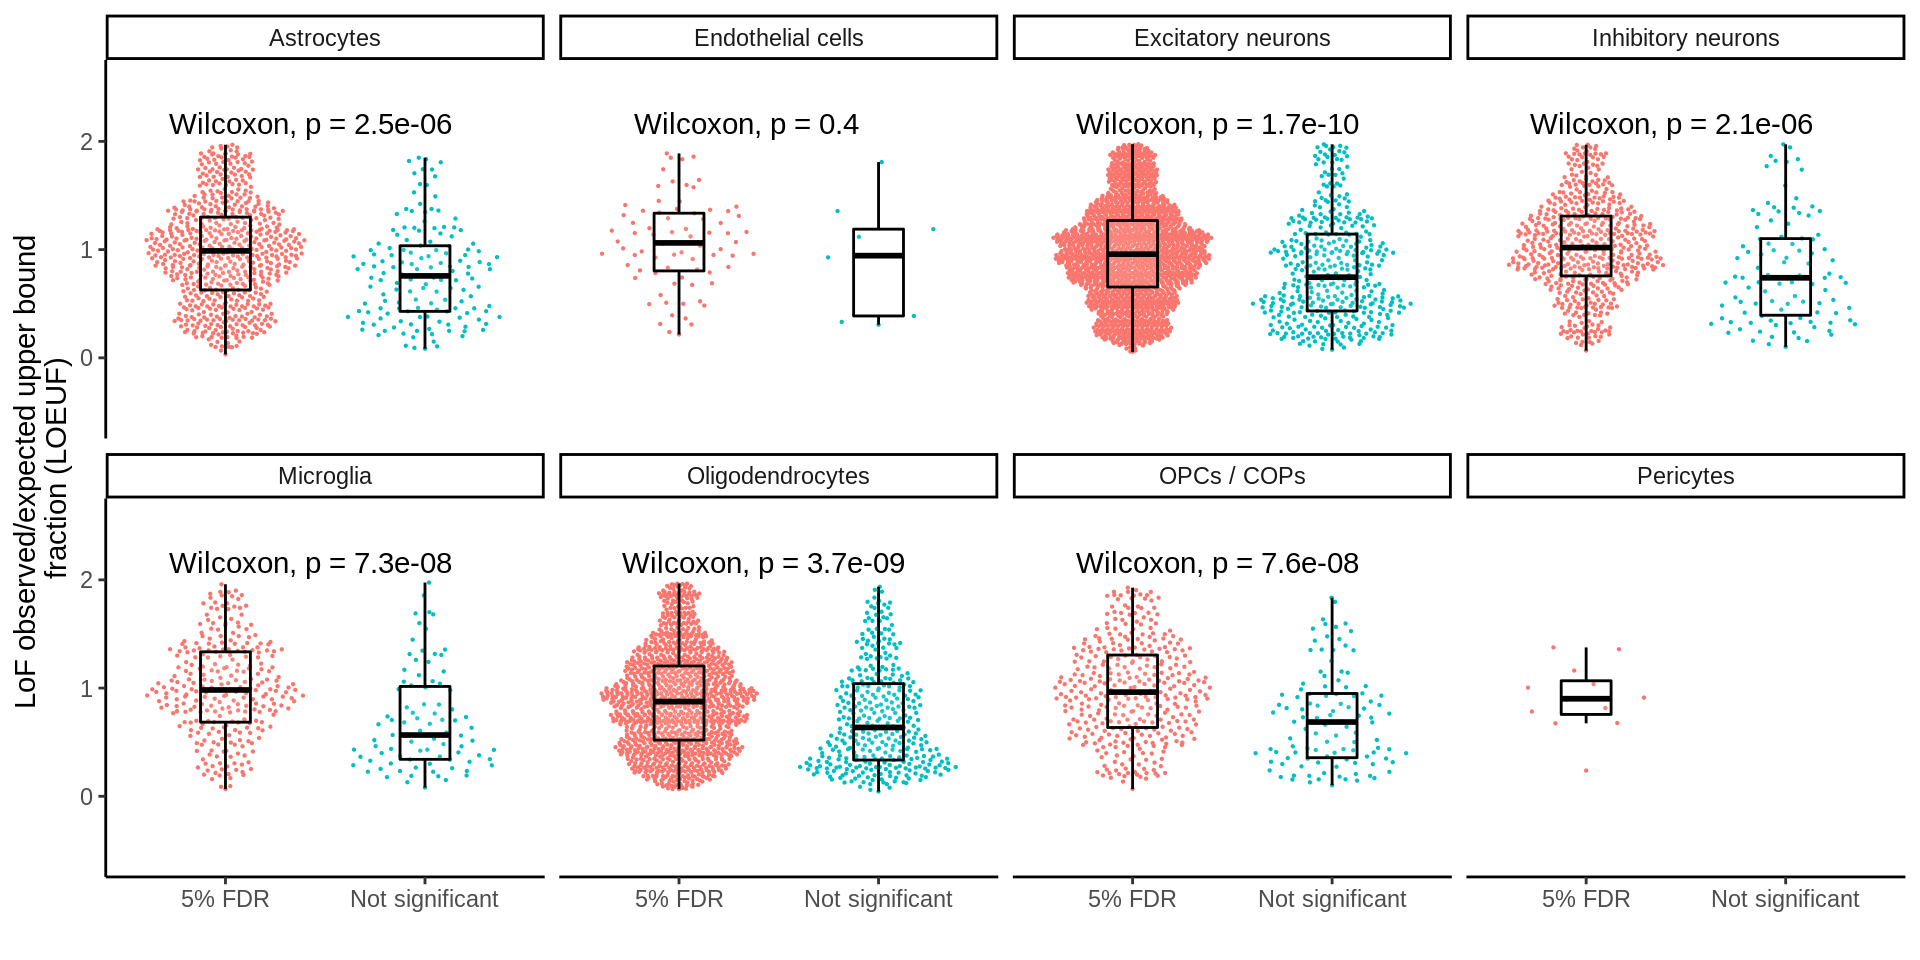 Astrocytes
Endothelial cells
Excitatory neurons
Inhibitory neurons
Wilcoxon, p = 2.5e-06
Wilcoxon, p = 0.4
Wilcoxon, p = 1.7e-10
Wilcoxon, p = 2.1e-06
2
1
0
LoF observed/expected upper bound
fraction (LOEUF)
Microglia
Oligodendrocytes
OPCs / COPs
Pericytes
Wilcoxon, p = 7.3e-08
Wilcoxon, p = 3.7e-09
Wilcoxon, p = 7.6e-08
2
1
0
5% FDR
Not significant
5% FDR
Not significant
5% FDR
Not significant
5% FDR
Not significant